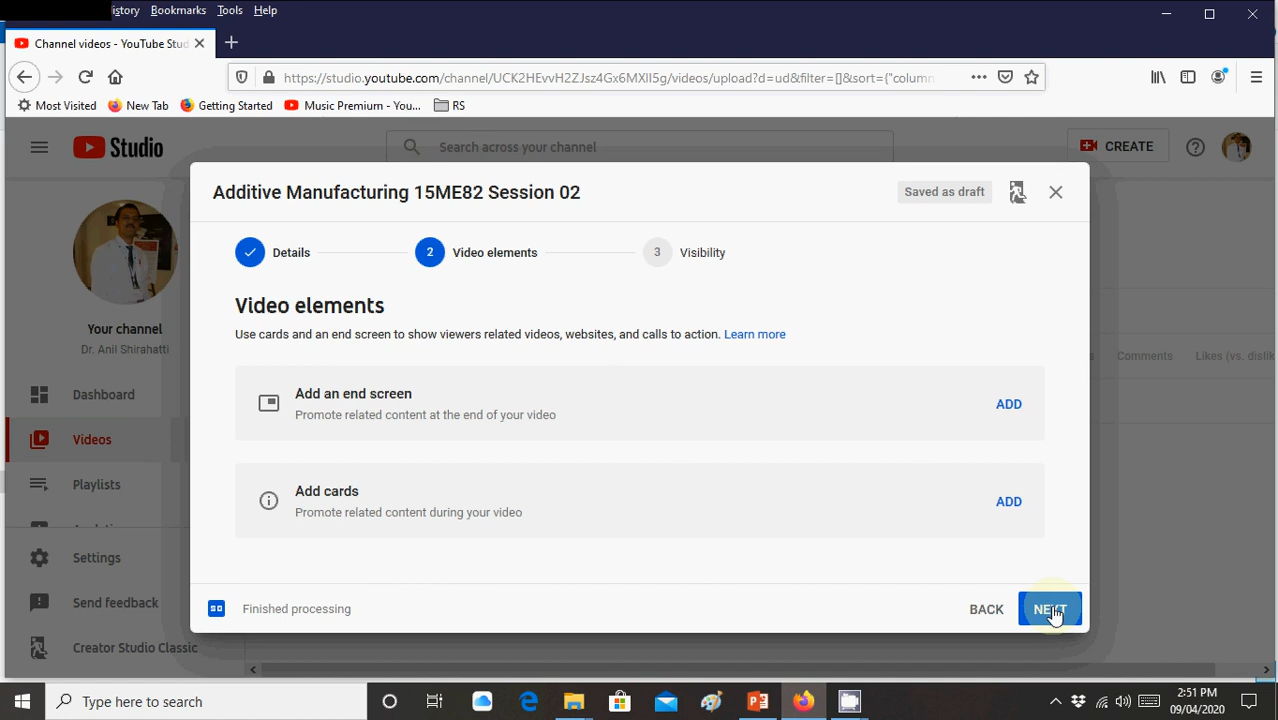 istory Bookmarks Tools Help
Channel videos - YouTube Stud
https://studio.youtube.com/channel/UCK2HEvvH2ZJsz4Gx6MXII5g/videos/upload?d=ud&filter=[]&sort={"column-
Most Visited New Tab Getting Started Music Premium - You... RS
Studio Search across your channel CREATE
Additive Manufacturing 15ME82 Session 02 Saved as draft
Details 2 Video elements 3 Visibility
Video elements
Use cards and an end screen to show viewers related videos, websites, and calls to action. Learn more
Your channel
Dr. Anil Shirahatti
Comments Likes (vs. dislik
Add an end screen
Promote related content at the end of your video
ADD
Dashboard
Videos
Playlists
Add cards
Promote related content during your video
ADD
Settings
Send feedback
Creator Studio Classic
SD Finished processing BACK NEXT
Type here to search
2:51 PM
09/04/2020